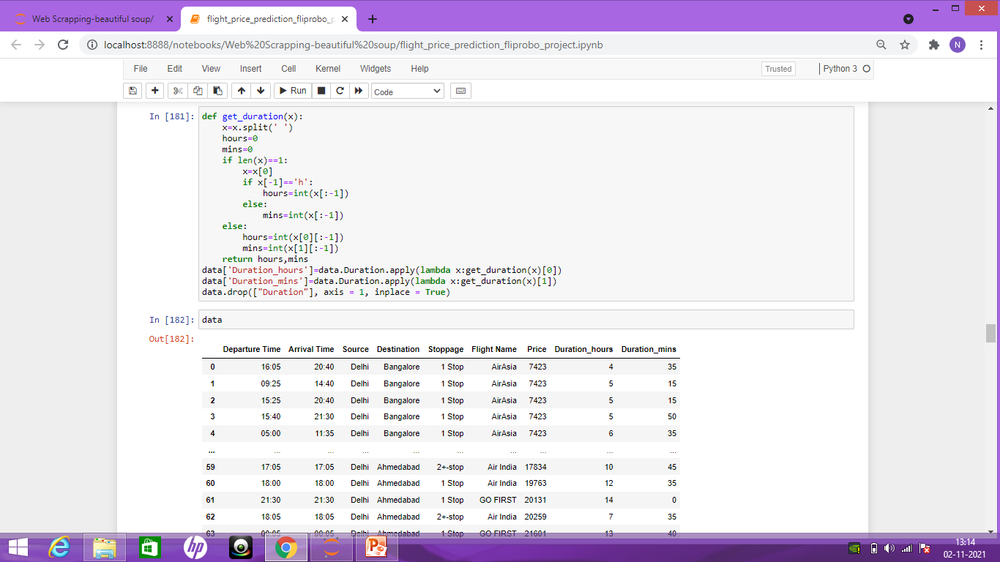 Web Scrapping-beautiful soup/
flight_price_prediction_fliprobo_p
localhost:8888/notebooks/Web%20Scrapping-beautiful%20soup/flight_price_prediction_fliprobo_project.ipynb
N
File Edit View Insert Cell Kernel Widgets Help Trusted Python 3
Run Code
In [181]: def get_duration(x):
    x=x.split(' ')
    hours=0
    mins=0
    if len(x)==1:
        x=x[0]
        if x[-1]=='h':
            hours=int(x[:-1])
        else:
            mins=int(x[:-1])
    else:
        hours=int(x[0][:-1])
        mins=int(x[1][:-1])
    return hours,mins
data['Duration_hours']=data.Duration.apply(lambda x:get_duration(x)[0])
data['Duration_mins']=data.Duration.apply(lambda x:get_duration(x)[1])
data.drop(["Duration"], axis = 1, inplace = True)
In [182]: data
Out[182]:
Departure Time Arrival Time Source Destination Stoppage Flight Name Price Duration_hours Duration_mins
0 16:05 20:40 Delhi Bangalore 1 Stop AirAsia 7423 4 35
1 09:25 14:40 Delhi Bangalore 1 Stop AirAsia 7423 5 15
2 15:25 20:40 Delhi Bangalore 1 Stop AirAsia 7423 5 15
3 15:40 21:30 Delhi Bangalore 1 Stop AirAsia 7423 5 50
4 05:00 11:35 Delhi Bangalore 1 Stop AirAsia 7423 6 35
... ... ... ... ... ... ... ... ... ...
59 17:05 17:05 Delhi Ahmedabad 2+-stop Air India 17834 10 45
60 18:00 18:00 Delhi Ahmedabad 1 Stop Air India 19763 12 35
61 21:30 21:30 Delhi Ahmedabad 1 Stop GO FIRST 20131 14 0
62 18:05 18:05 Delhi Ahmedabad 2+-stop Air India 20259 7 35
63 00:05 00:05 Delhi Ahmedabad 1 Stop GO FIRST 21601 13 40
hp
13:14
02-11-2021